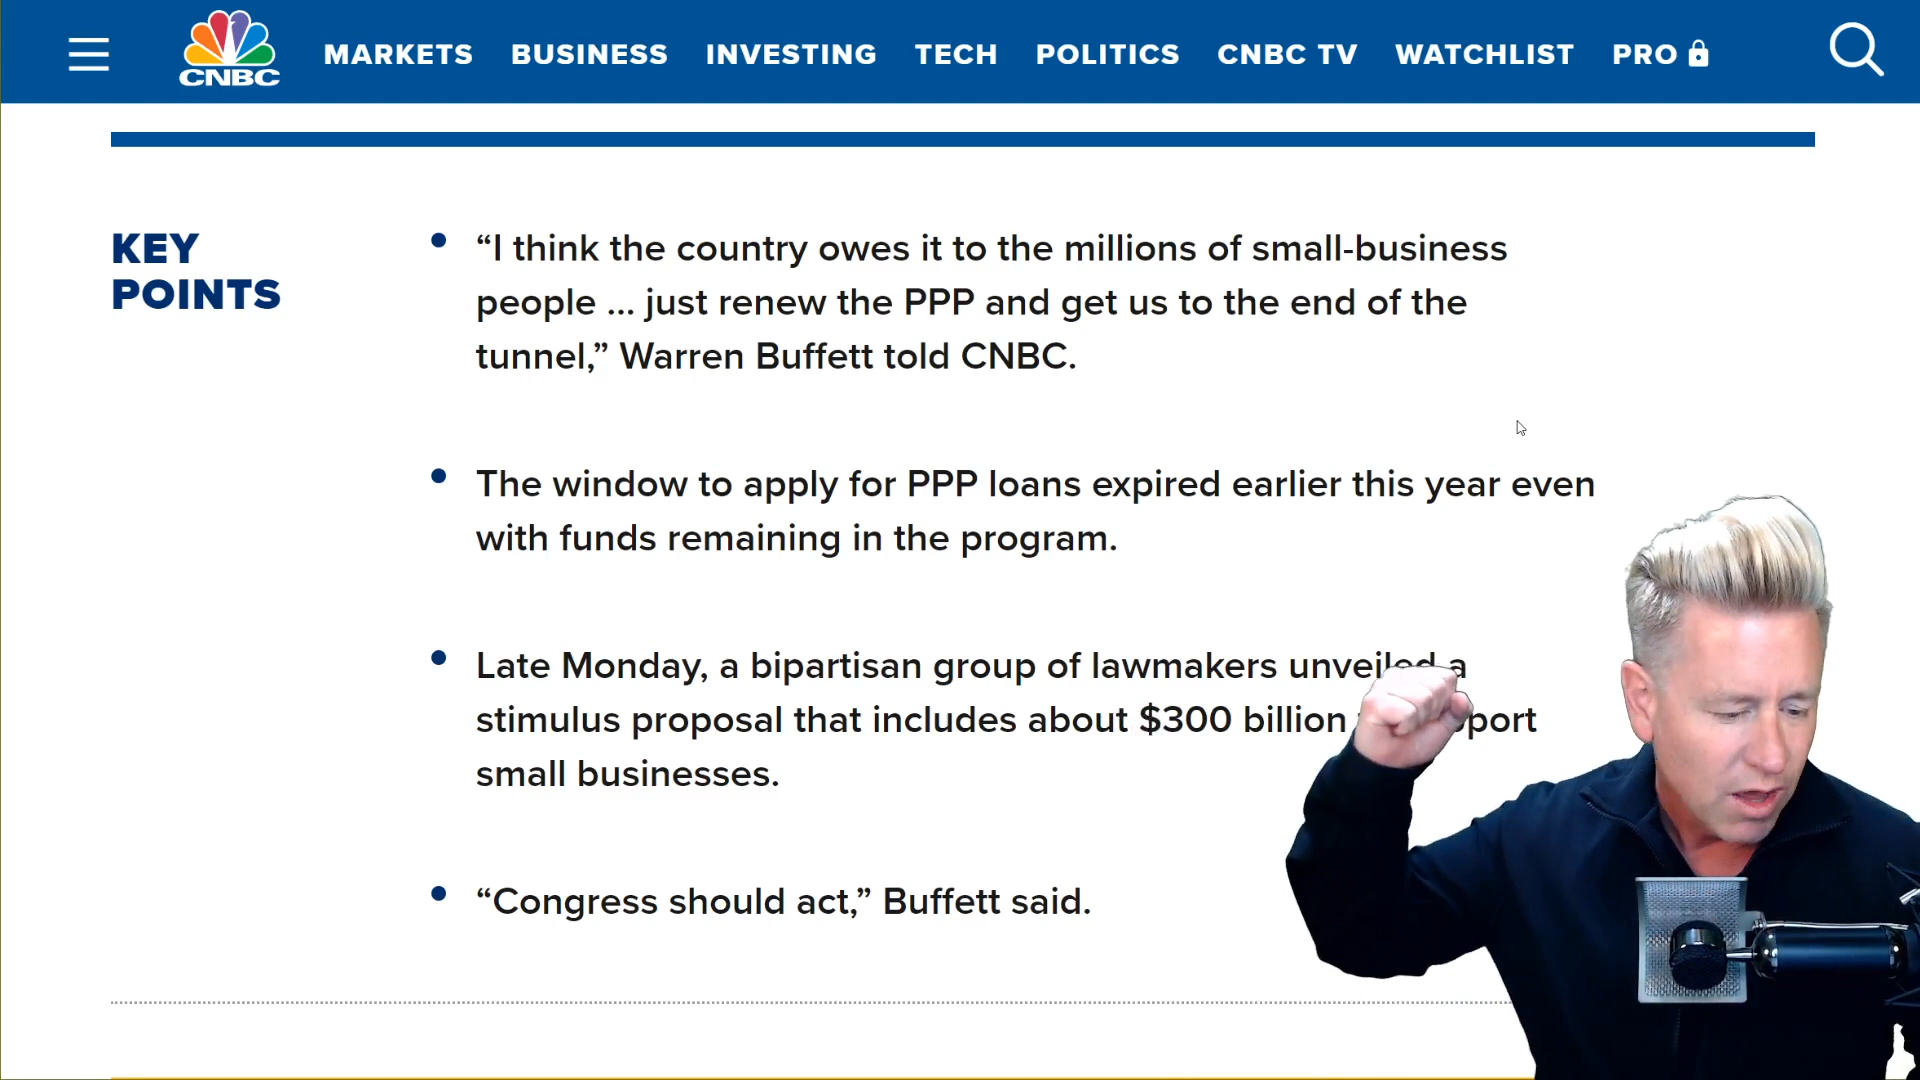 CNBC MARKETS BUSINESS INVESTING TECH POLITICS CNBC TV WATCHLIST PRO
KEY
POINTS
“I think the country owes it to the millions of small-business
people ... just renew the PPP and get us to the end of the
tunnel,” Warren Buffett told CNBC.
The window to apply for PPP loans expired earlier this year even
with funds remaining in the program.
Late Monday, a bipartisan group of lawmakers unveiled a
stimulus proposal that includes about $300 billion
small businesses.
“Congress should act,” Buffett said.